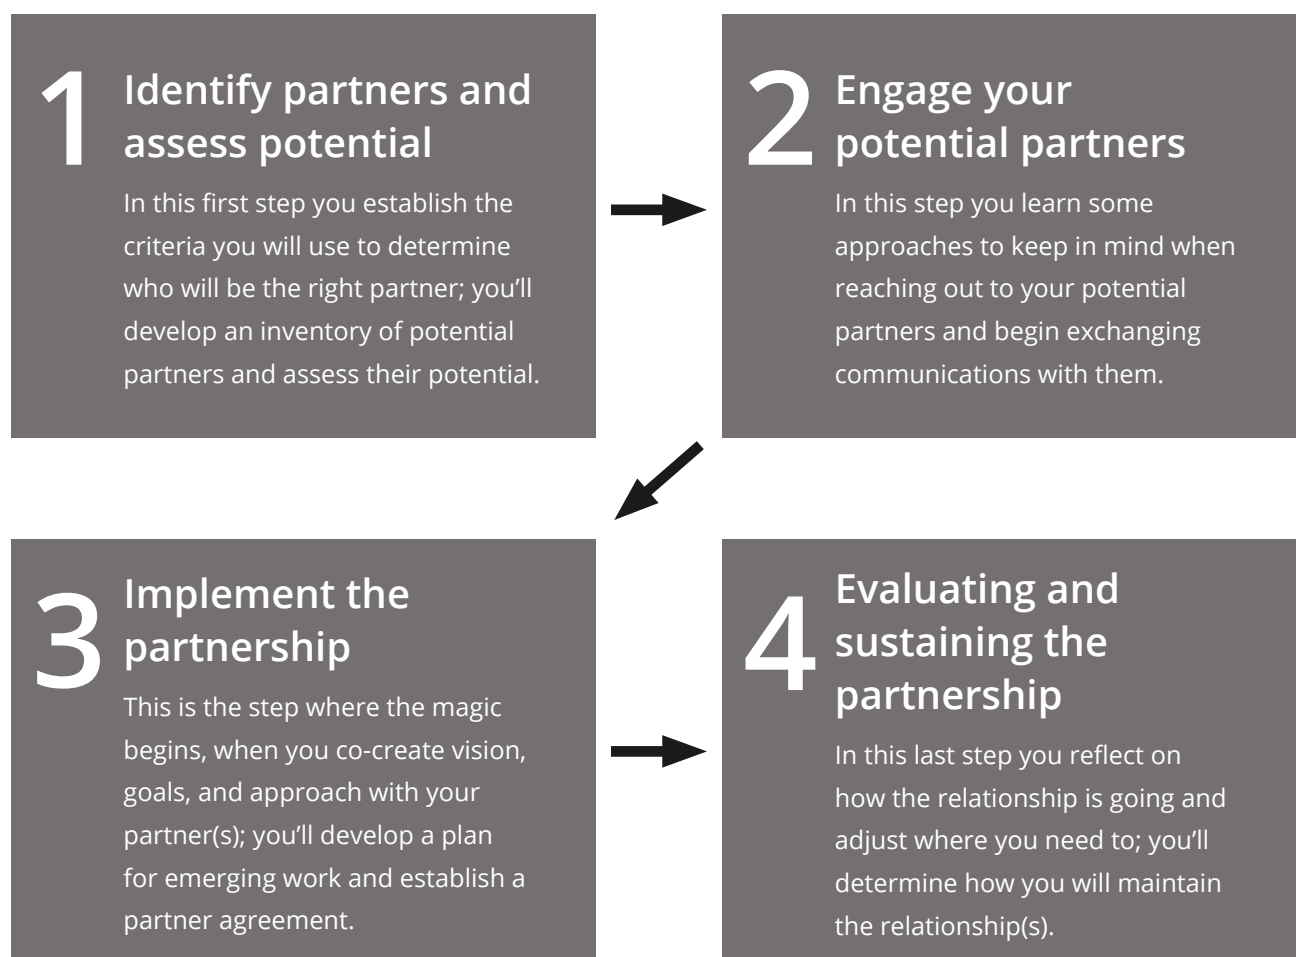 1
Identify partners and
assess potential
In this first step you establish the
criteria you will use to determine
who will be the right partner; you’ll
develop an inventory of potential
partners and assess their potential.
2
Engage your
potential partners
In this step you learn some
approaches to keep in mind when
reaching out to your potential
partners and begin exchanging
communications with them.
3
Implement the
partnership
This is the step where the magic
begins, when you co-create vision,
goals, and approach with your
partner(s); you’ll develop a plan
for emerging work and establish a
partner agreement.
4
Evaluating and
sustaining the
partnership
In this last step you reflect on
how the relationship is going and
adjust where you need to; you’ll
determine how you will maintain
the relationship(s).